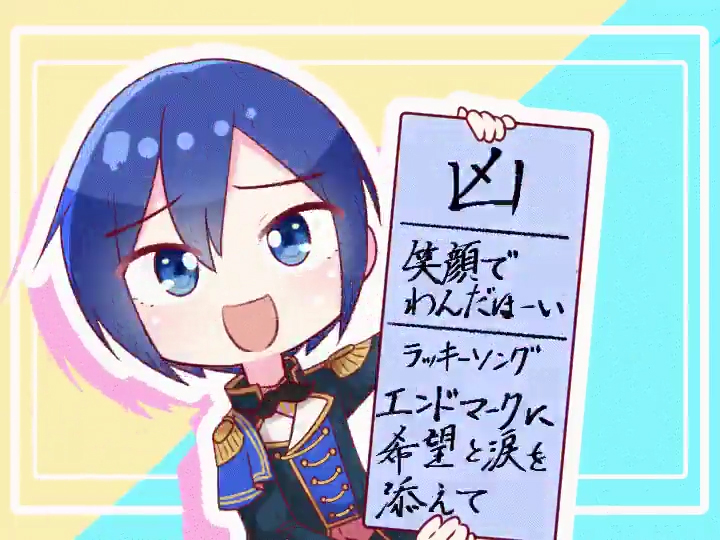 凶
笑顔で
わんだほーい
ラッキーソング
エンドマークに
希望と涙を
添えて